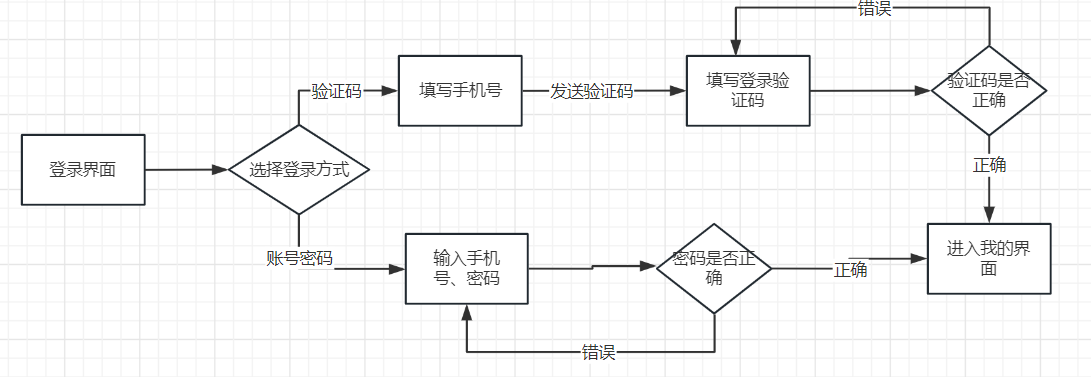 错误
验证码
填写手机号
发送验证码
填写登录验
证码
验证码是否
正确
登录界面
选择登录方式
正确
账号密码
输入手机
号、密码
密码是否正
确
正确
进入我的界
面
错误